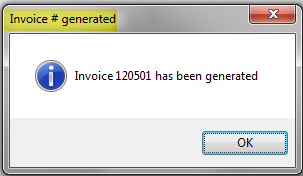 Invoice # generated
Invoice 120501 has been generated
OK